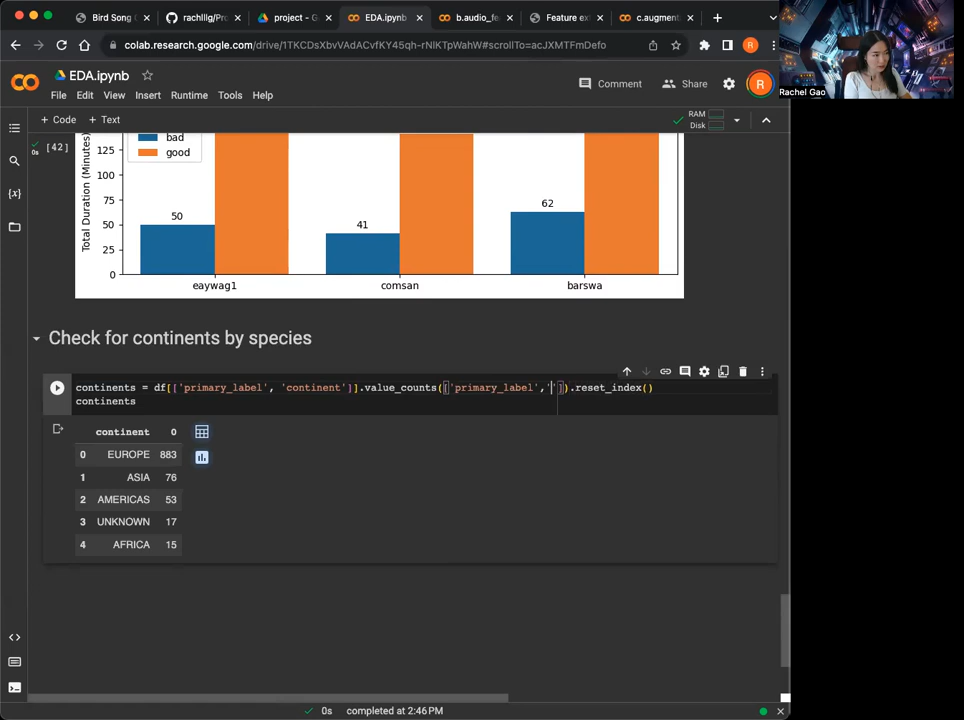 Bird Song C
rachlllg/Pro
project - G
EDA.ipynb
b.audio_fe
Feature ex
c.augment
colab.research.google.com/drive/1TKCDsXbvVAdACvfKY45qh-rNlKTpWahW#scrollTo=acJXMTFmDefo
R
Rachel Gao
EDA.ipynb
Comment
Share
R
File Edit View Insert Runtime Tools Help
+ Code + Text
RAM
Disk
0s
[42]
bad
good
Total Duration (Minutes)
125
100
75
50
25
0
50
41
62
eaywag1
comsan
barswa
Check for continents by species
continents = df[['primary_label', 'continent']].value_counts(['primary_label','']).reset_index()
continents
continent 0
0 EUROPE 883
1 ASIA 76
2 AMERICAS 53
3 UNKNOWN 17
4 AFRICA 15
0s completed at 2:46 PM